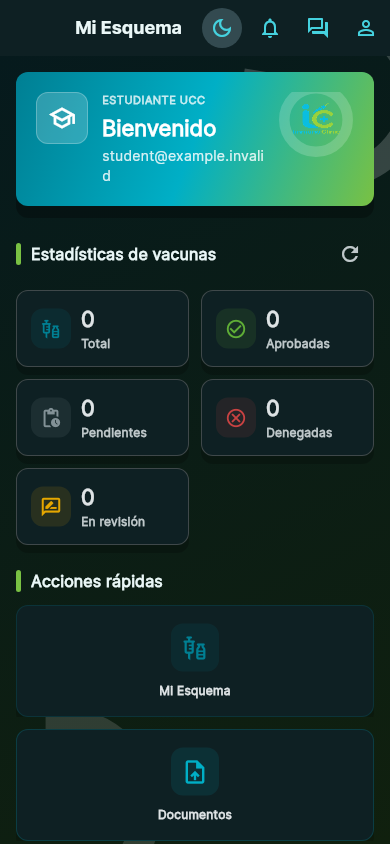 Mi Esquema
ESTUDIANTE UCC
Bienvenido
student@example.invali
d
Estadísticas de vacunas
0
Total
0
Aprobadas
0
Pendientes
0
Denegadas
0
En revisión
Acciones rápidas
Mi Esquema
Documentos